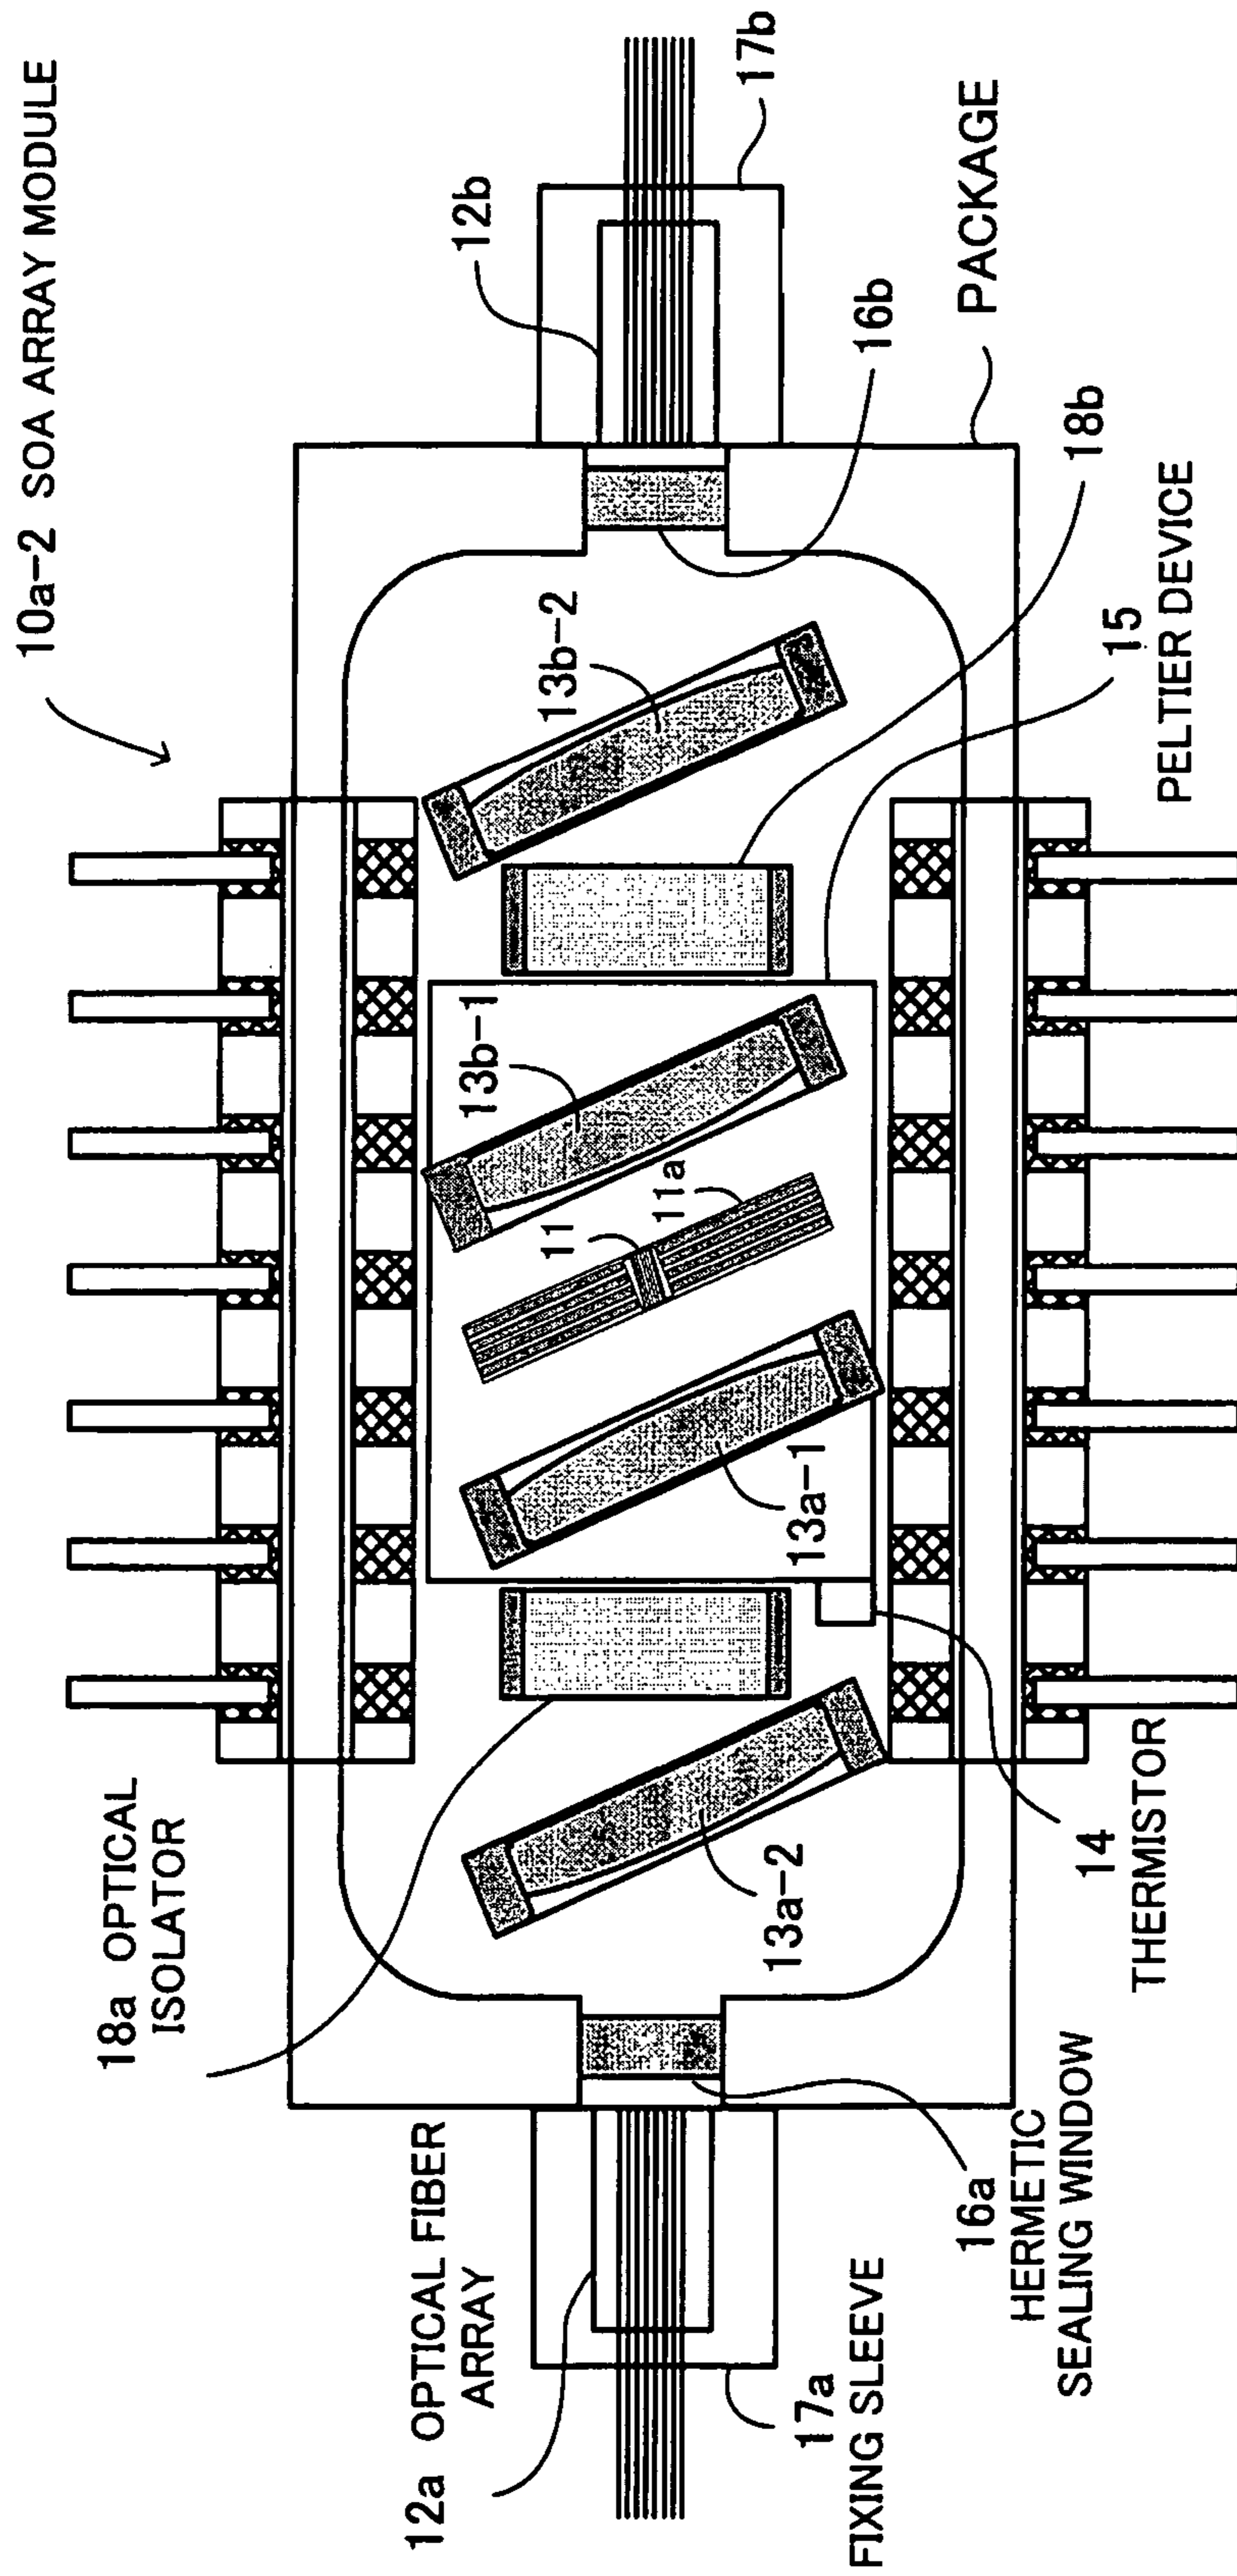 10a-2 SOA ARRAY MODULE
18a OPTICAL
ISOLATOR
12a OPTICAL FIBER
ARRAY
17a
FIXING SLEEVE
16a
HERMETIC
SEALING WINDOW
13a-2
14
THERMISTOR
13a-1
11
11a
13b-1
13b-2
15
PELTIER DEVICE
18b
16b
12b
PACKAGE
17b